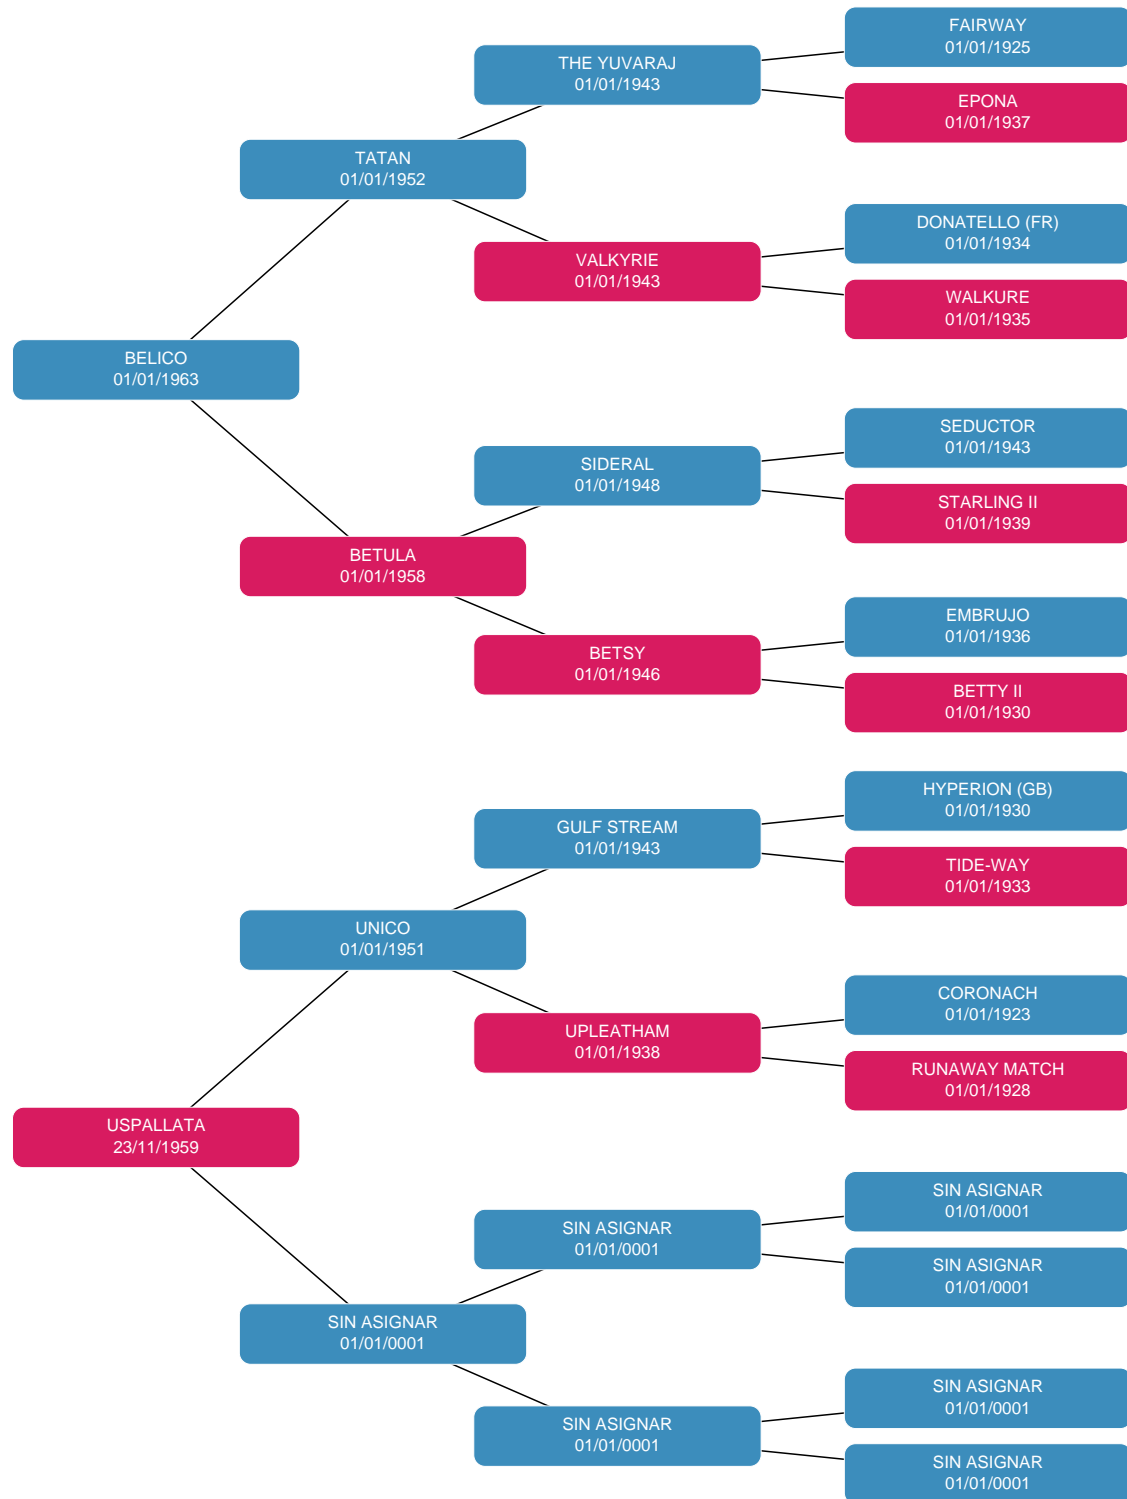 FAIRWAY
01/01/1925
THE YUVARAJ
01/01/1943
EPONA
01/01/1937
TATAN
01/01/1952
DONATELLO (FR)
01/01/1934
VALKYRIE
01/01/1943
WALKURE
01/01/1935
BELICO
01/01/1963
SEDUCTOR
01/01/1943
SIDERAL
01/01/1948
STARLING II
01/01/1939
BETULA
01/01/1958
EMBRUJO
01/01/1936
BETSY
01/01/1946
BETTY II
01/01/1930
HYPERION (GB)
01/01/1930
GULF STREAM
01/01/1943
TIDE-WAY
01/01/1933
UNICO
01/01/1951
CORONACH
01/01/1923
UPLEATHAM
01/01/1938
RUNAWAY MATCH
01/01/1928
USPALLATA
23/11/1959
SIN ASIGNAR
01/01/0001
SIN ASIGNAR
01/01/0001
SIN ASIGNAR
01/01/0001
SIN ASIGNAR
01/01/0001
SIN ASIGNAR
01/01/0001
SIN ASIGNAR
01/01/0001
SIN ASIGNAR
01/01/0001